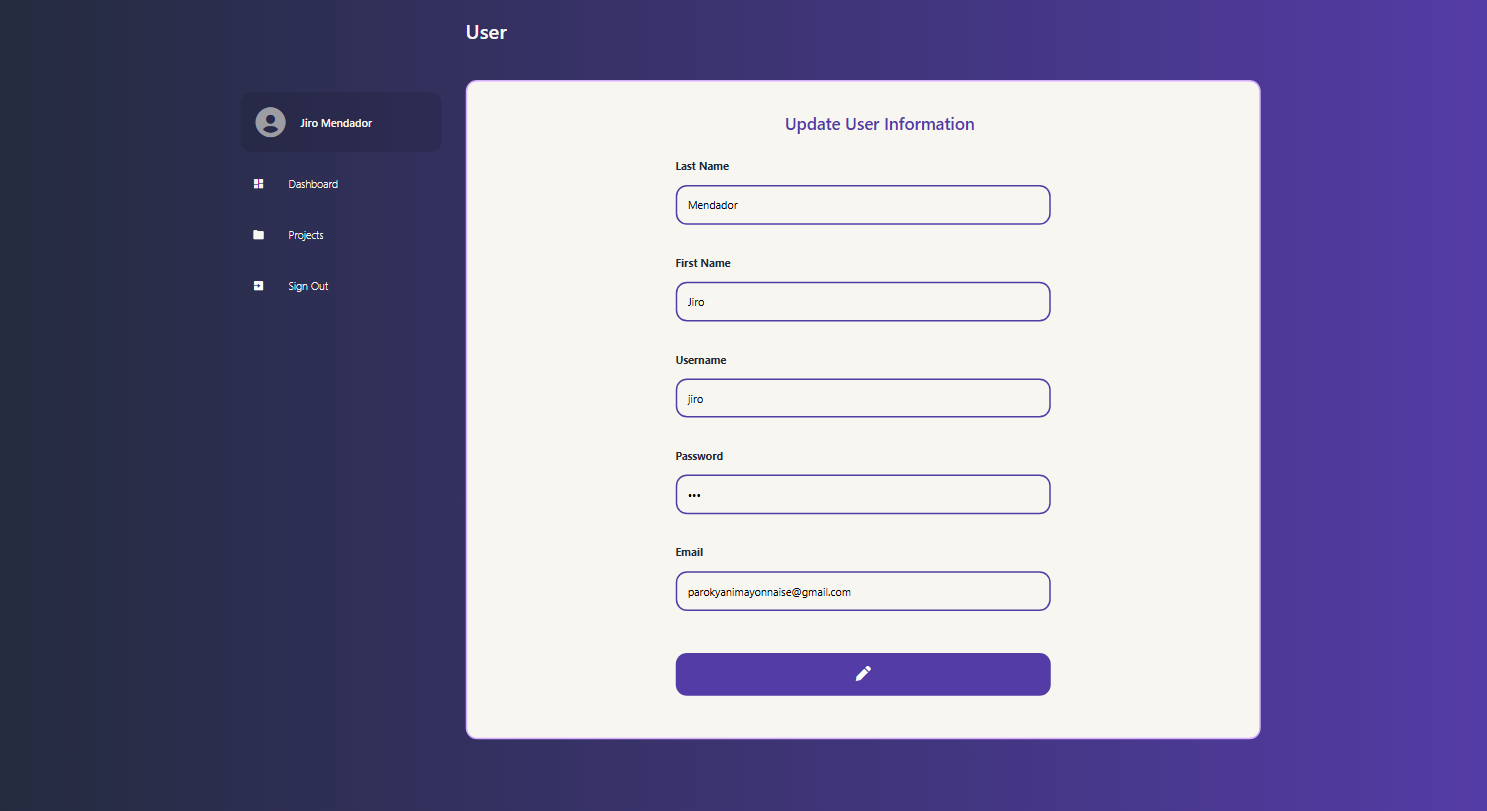 User
Jiro Mendador
Dashboard
Projects
Sign Out
Update User Information
Last Name
Mendador
First Name
Jiro
Username
jiro
Password
•••
Email
parokyanimayonnaise@gmail.com